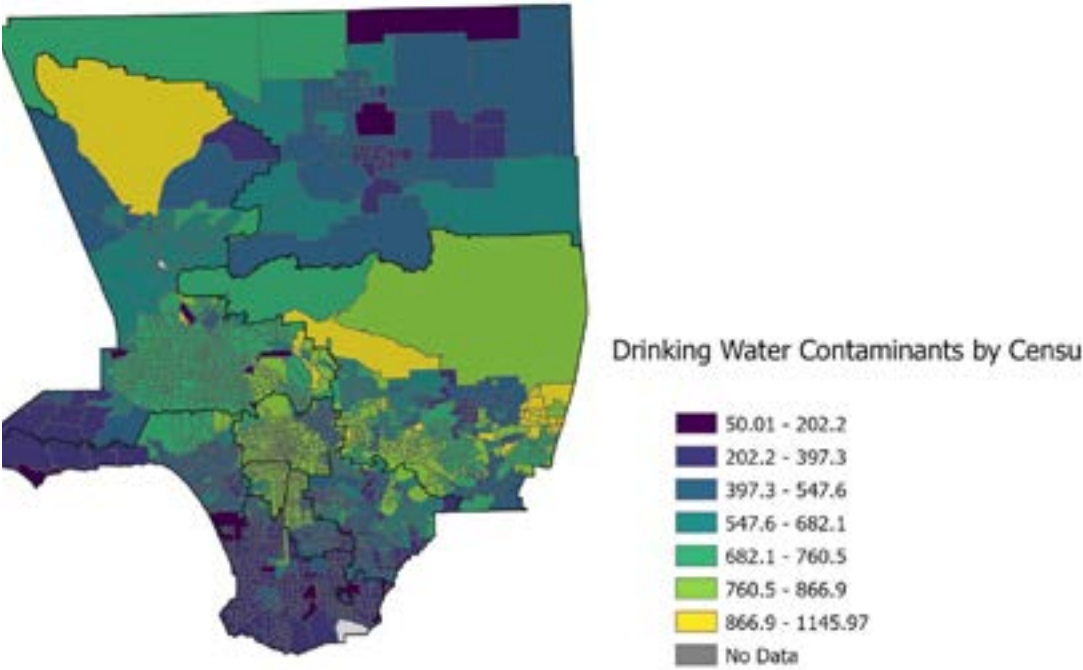 Drinking Water Contaminants by Censu
50.01 - 202.2
202.2 - 397.3
397.3 - 547.6
547.6 - 682.1
682.1 - 760.5
760.5 - 866.9
866.9 - 1145.97
No Data